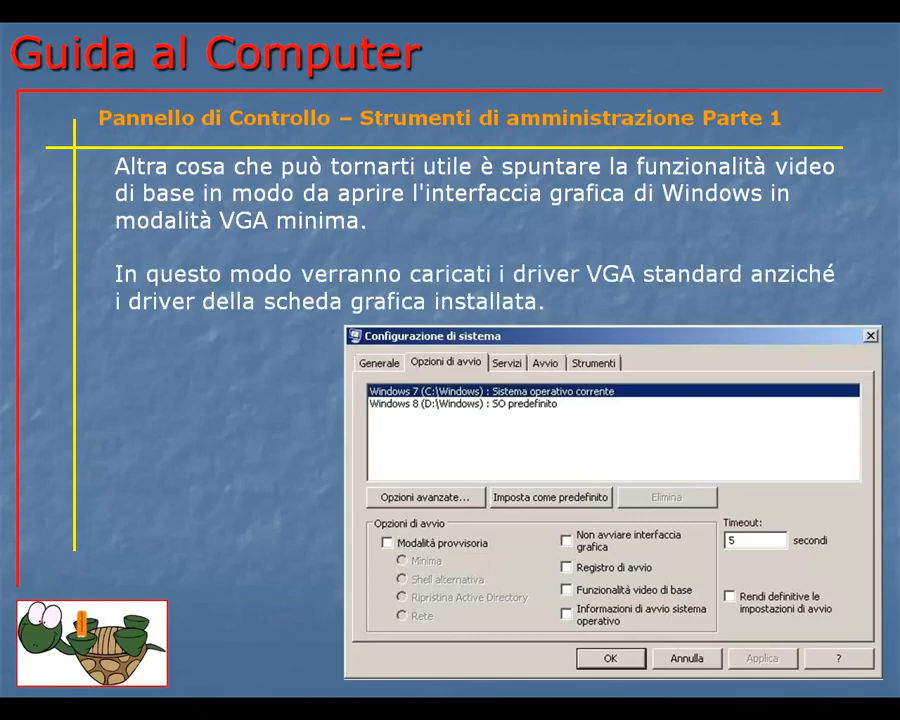 Guida al Computer
Pannello di Controllo – Strumenti di amministrazione Parte 1
Altra cosa che può tornarti utile è spuntare la funzionalità video
di base in modo da aprire l'interfaccia grafica di Windows in
modalità VGA minima.
In questo modo verranno caricati i driver VGA standard anziché
i driver della scheda grafica installata.
Configurazione di sistema
Generale Opzioni di avvio Servizi Avvio Strumenti
Windows 7 (C:\Windows) : Sistema operativo corrente
Windows 8 (D:\Windows) : SO predefinito
Opzioni avanzate... Imposta come predefinito Elimina
Opzioni di avvio
Modalità provvisoria
Minima
Shell alternativa
Ripristina Active Directory
Rete
Non avviare interfaccia
grafica
Registro di avvio
Funzionalità video di base
Informazioni di avvio sistema
operativo
Timeout:
5 secondi
Rendi definitive le
impostazioni di avvio
OK Annulla Applica ?